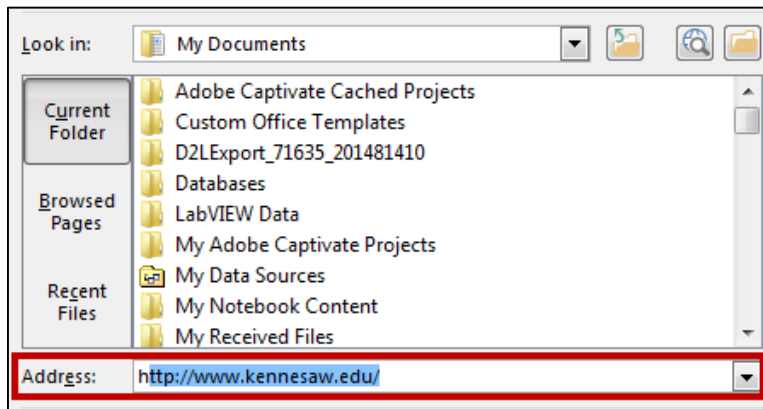 Look in: My Documents
Current
Folder
Browsed
Pages
Recent
Files
Adobe Captivate Cached Projects
Custom Office Templates
D2LExport_71635_201481410
Databases
LabVIEW Data
My Adobe Captivate Projects
My Data Sources
My Notebook Content
My Received Files
Address: http://www.kennesaw.edu/